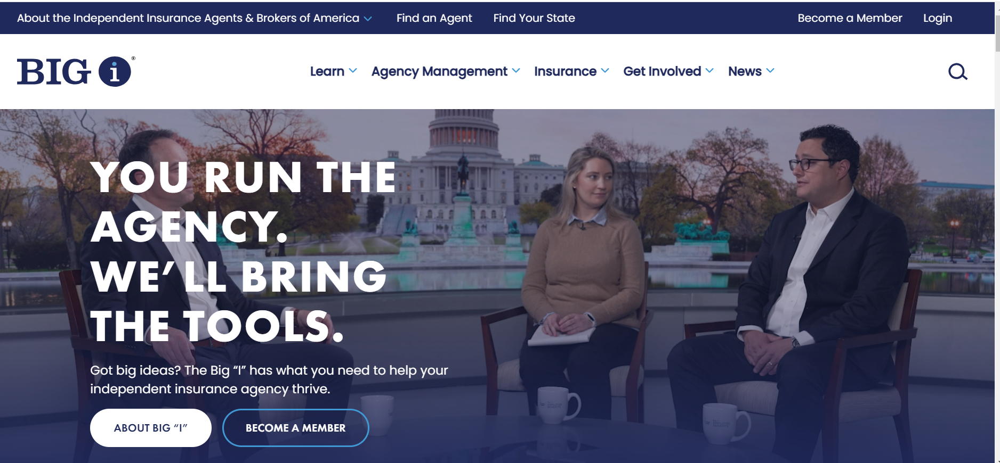 About the Independent Insurance Agents & Brokers of America
Find an Agent
Find Your State
Become a Member
Login
BIG i®
Learn
Agency Management
Insurance
Get Involved
News
YOU RUN THE
AGENCY.
WE’LL BRING
THE TOOLS.
Got big ideas? The Big “I” has what you need to help your
independent insurance agency thrive.
ABOUT BIG “I”
BECOME A MEMBER